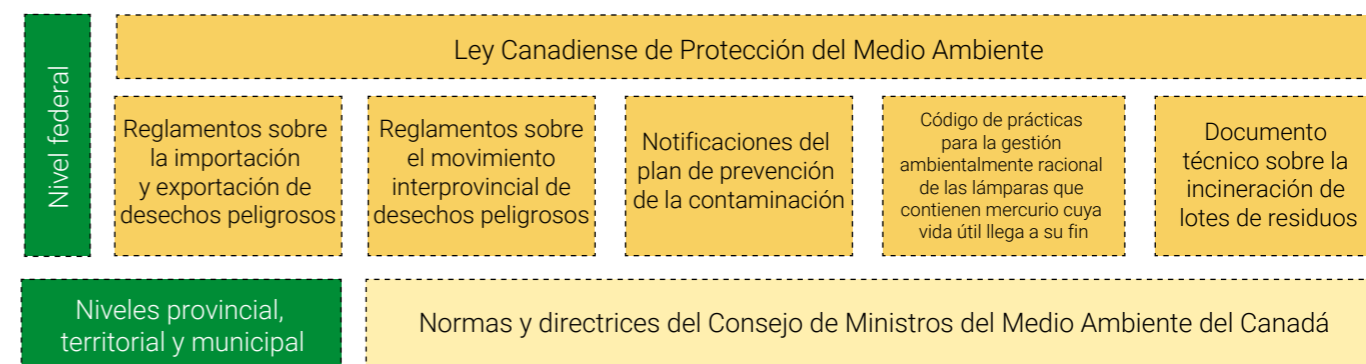 Nivel federal
Ley Canadiense de Protección del Medio Ambiente
Reglamentos sobre
la importación
y exportación de
desechos peligrosos
Reglamentos sobre
el movimiento
interprovincial de
desechos peligrosos
Notificaciones del
plan de prevención
de la contaminación
Código de prácticas
para la gestión
ambientalmente racional
de las lámparas que
contienen mercurio cuya
vida útil llega a su fin
Documento
técnico sobre la
incineración de
lotes de residuos
Niveles provincial,
territorial y municipal
Normas y directrices del Consejo de Ministros del Medio Ambiente del Canadá